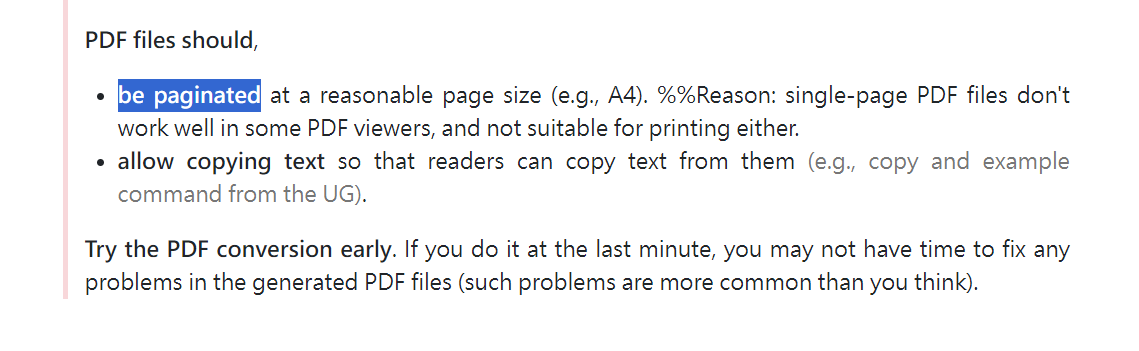 PDF files should,
• be paginated at a reasonable page size (e.g., A4). %%Reason: single-page PDF files don't
work well in some PDF viewers, and not suitable for printing either.
• allow copying text so that readers can copy text from them (e.g., copy and example
command from the UG).
Try the PDF conversion early. If you do it at the last minute, you may not have time to fix any
problems in the generated PDF files (such problems are more common than you think).